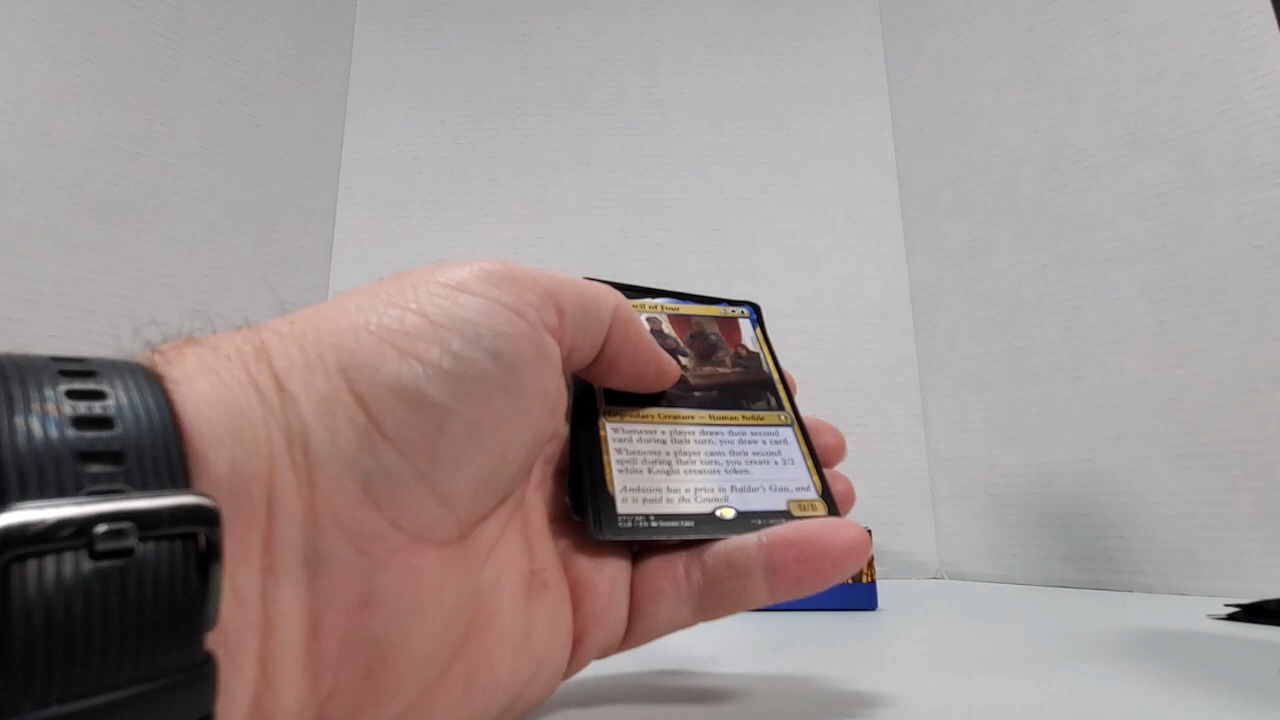 cil of Four
Legendary Creature — Human Noble
Whenever a player draws their second
card during their turn, you draw a card.
Whenever a player casts their second
spell during their turn, you create a 2/2
white Knight creature token.
Ambition has a price in Baldur's Gate, and
it is paid to the Council.
0/8